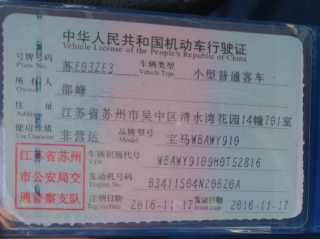 中华人民共和国机动车行驶证
Vehicle License of the People's Republic of China
号牌号码 苏E03ZE3 车辆类型 小型普通客车
Plate No. Vehicle Type
所有人 邵峰
Owner
住址 江苏省苏州市吴中区清水湾花园14幢701室
Address
使用性质 非营运 品牌型号 宝马WBAWY910
Use Character Model
江苏省苏州 车辆识别代号 WBAWY9109H0T52816
VIN
市公安局交 发动机号码 B3411504N20B20A
Engine No.
通警察支队 注册日期 2016-11-17 发证日期 2016-11-17
Register Date Issue Date